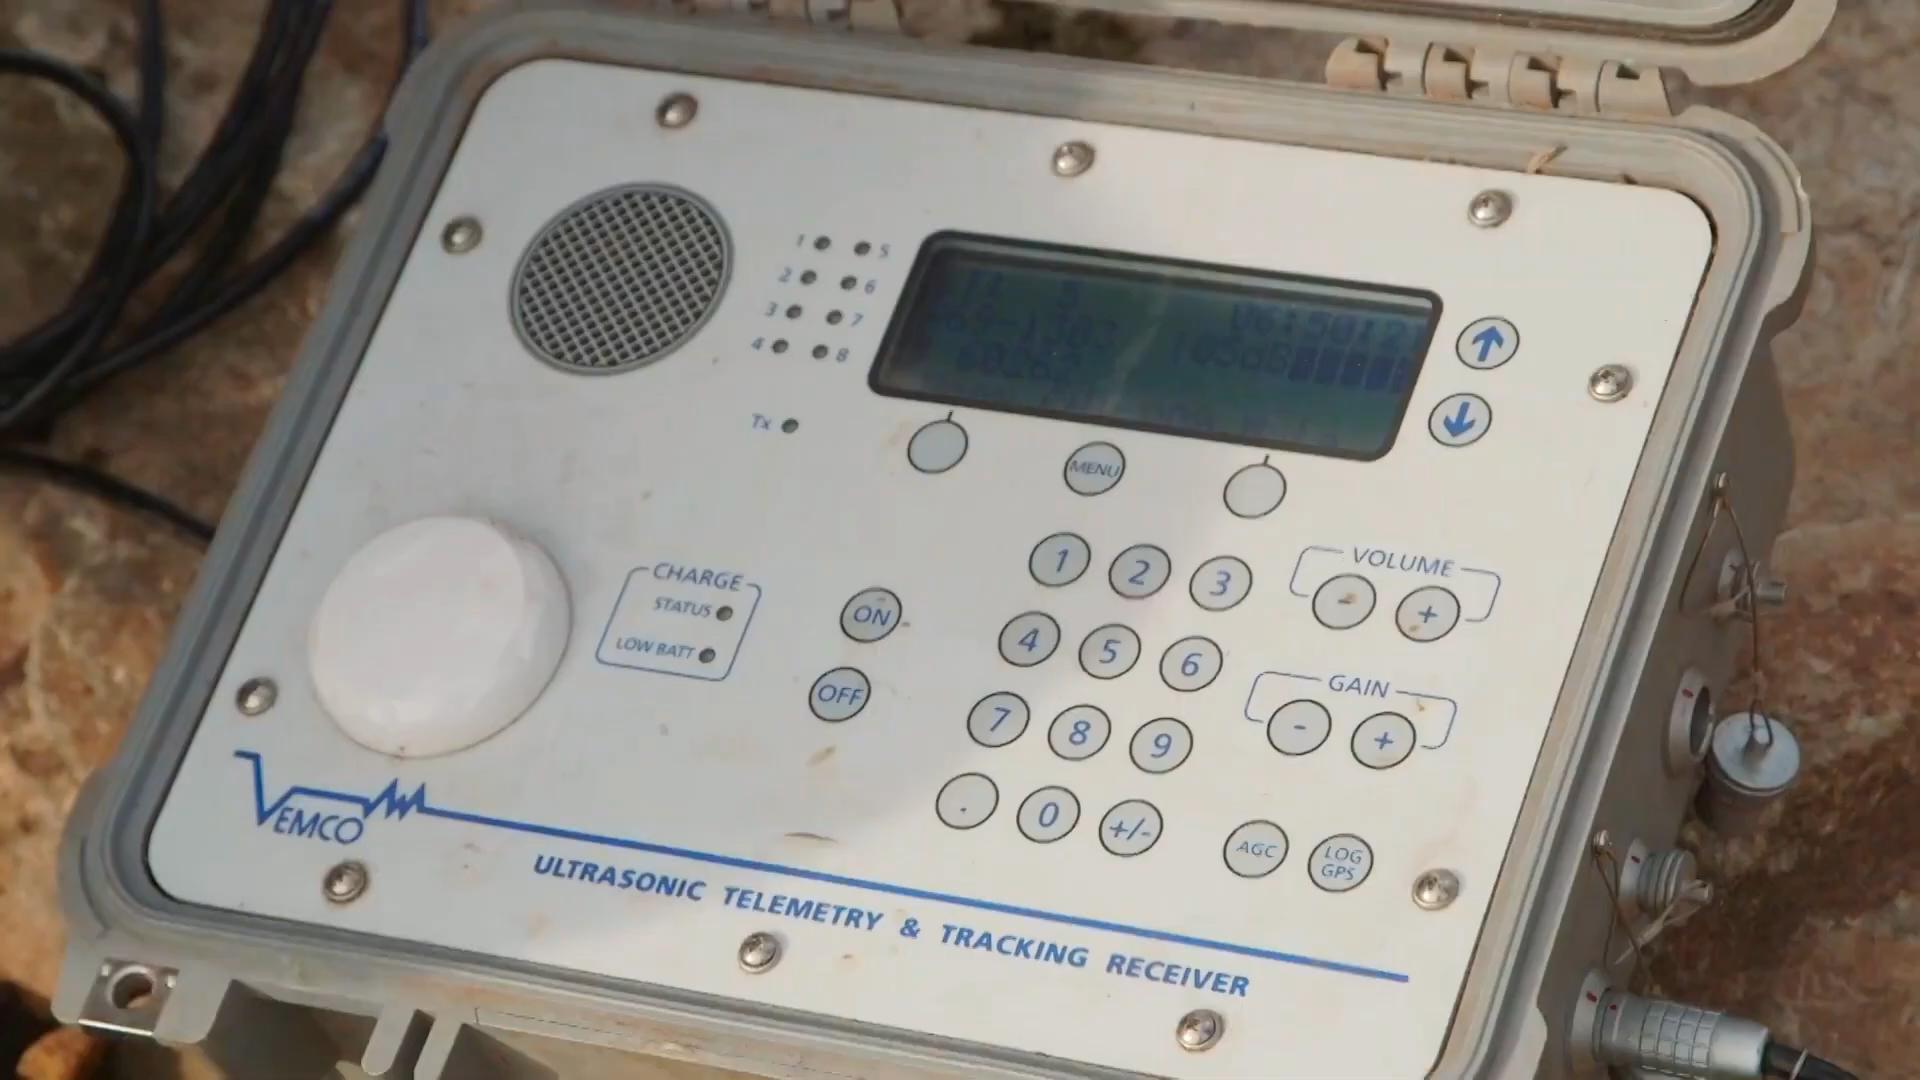 1 5
2 6
3 7
4 8
Tx
MENU
CHARGE
STATUS
LOW BATT
ON
OFF
1 2 3
4 5 6
7 8 9
. 0 +/-
VOLUME
- +
GAIN
- +
AGC
LOG
GPS
VEMCO
ULTRASONIC TELEMETRY & TRACKING RECEIVER